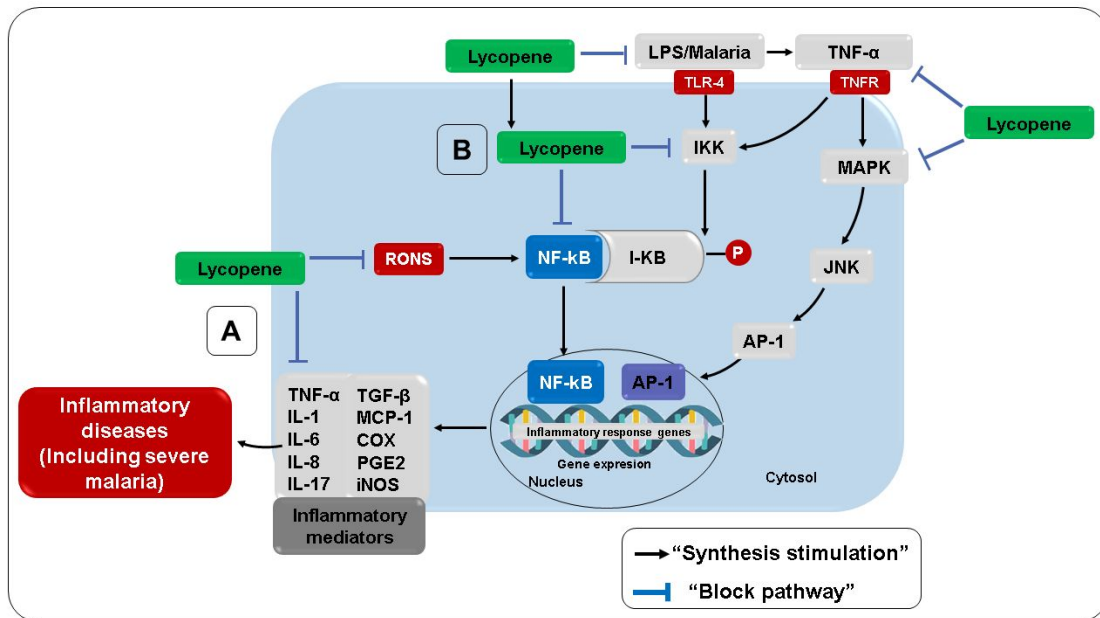 Lycopene
LPS/Malaria
TNF-α
TLR-4
TNFR
Lycopene
B
Lycopene
IKK
MAPK
Lycopene
RONS
NF-kB
I-KB
P
JNK
A
AP-1
NF-kB
AP-1
Inflammatory response genes
Gene expresion
Nucleus
Cytosol
TNF-α TGF-β
IL-1 MCP-1
IL-6 COX
IL-8 PGE2
IL-17 iNOS
Inflammatory
mediators
Inflammatory
diseases
(Including severe
malaria)
“Synthesis stimulation”
“Block pathway”